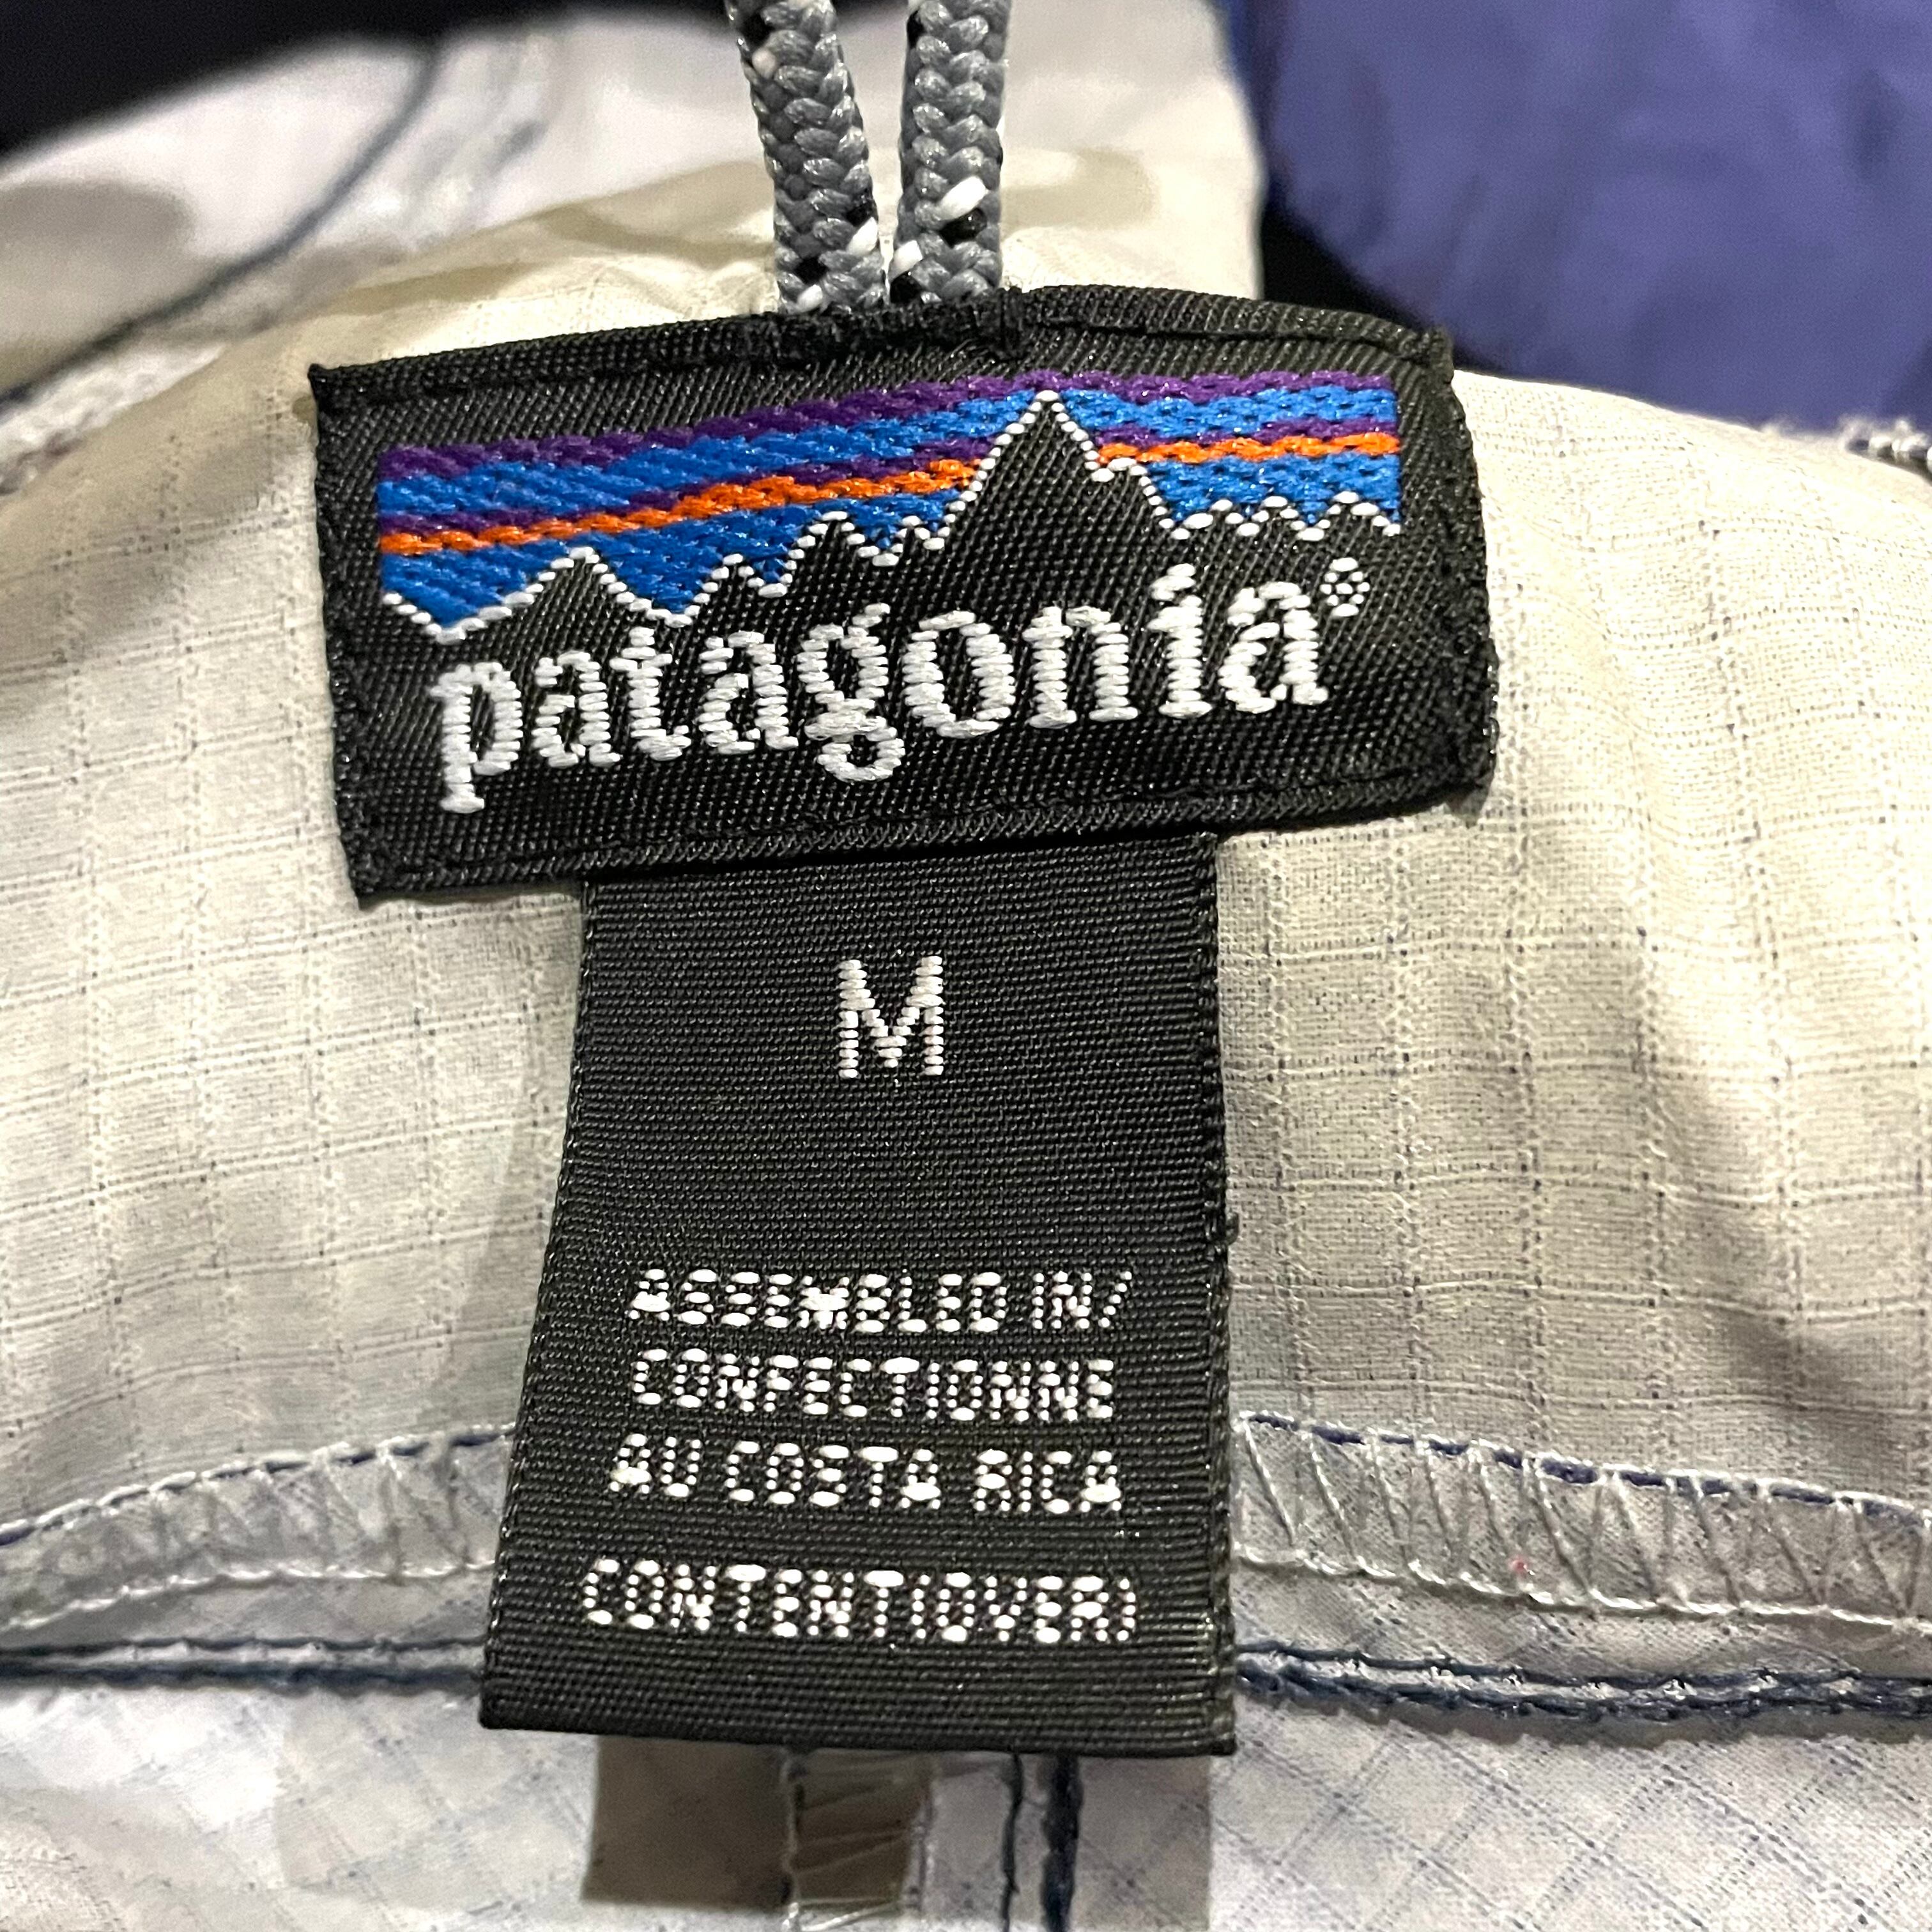 patagonia®
M
ASSEMBLED IN/
CONFECTIONNE
AU COSTA RICA
CONTENT(OVER)